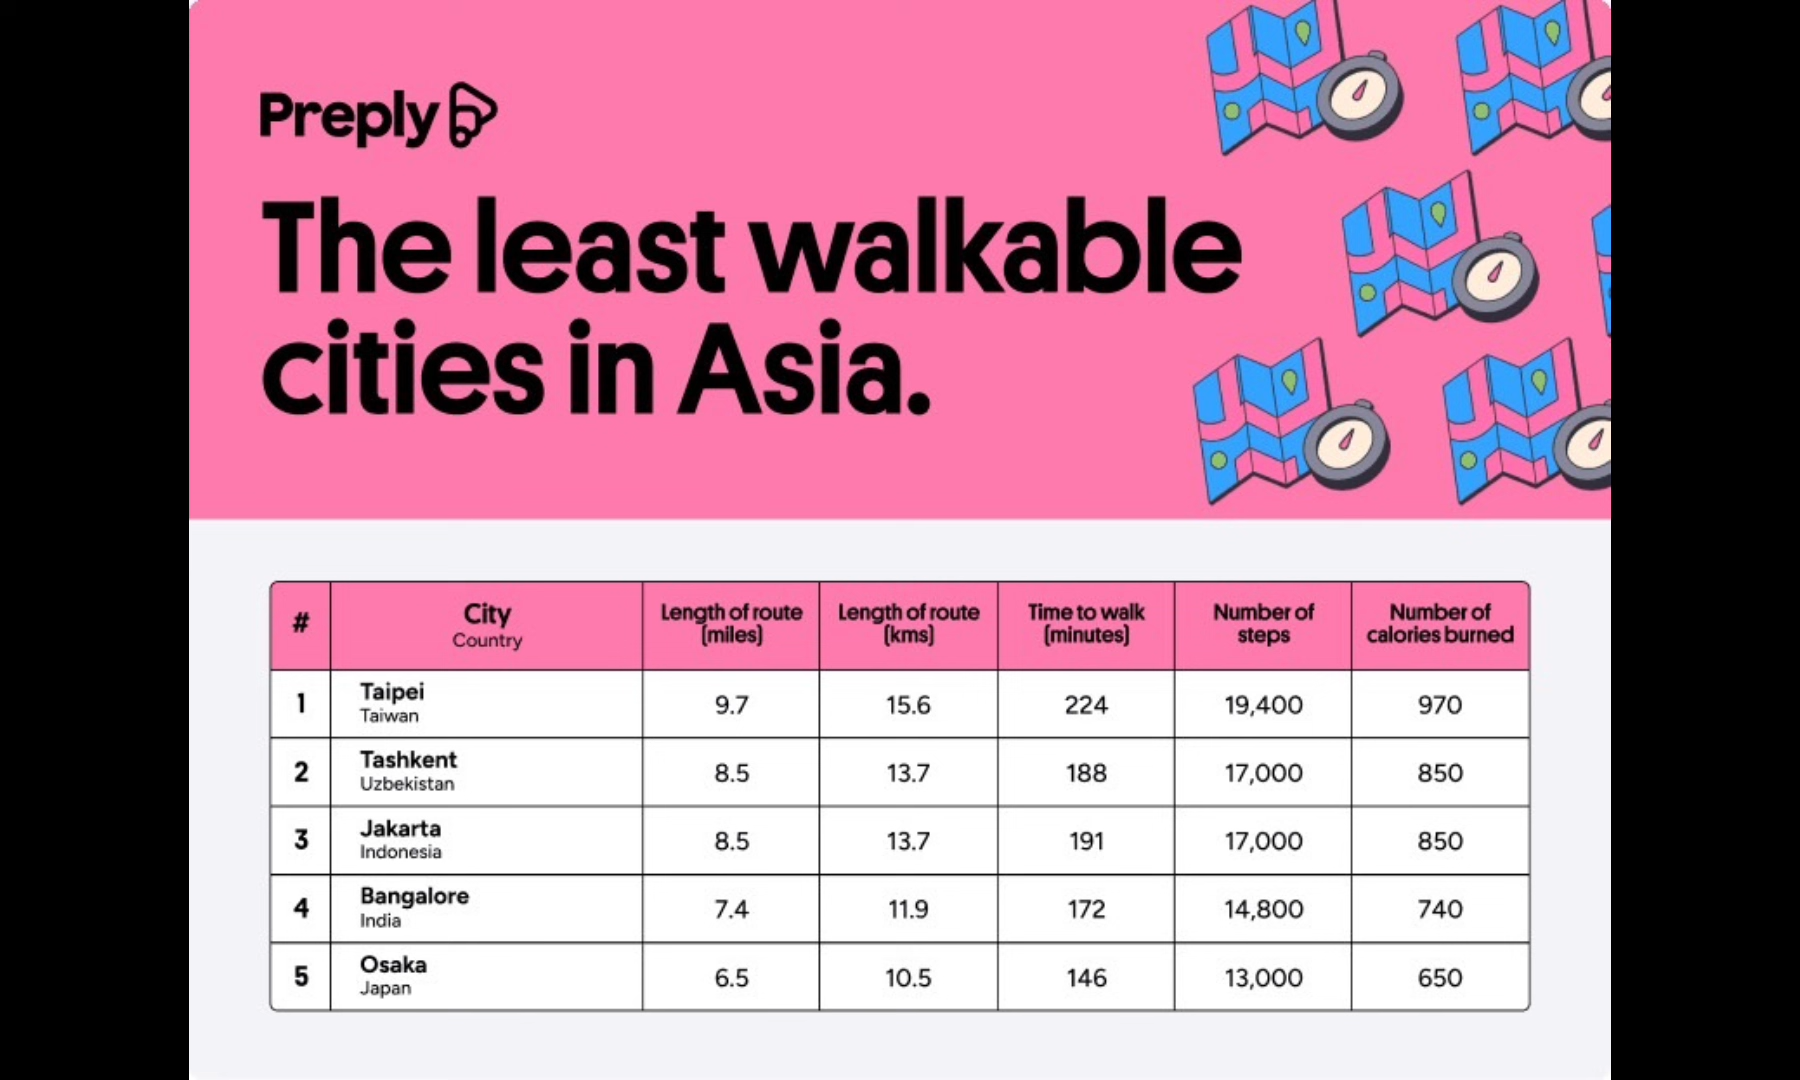 Preply
The least walkable
cities in Asia.
# City Country Length of route (miles) Length of route (kms) Time to walk (minutes) Number of steps Number of calories burned
1 Taipei Taiwan 9.7 15.6 224 19,400 970
2 Tashkent Uzbekistan 8.5 13.7 188 17,000 850
3 Jakarta Indonesia 8.5 13.7 191 17,000 850
4 Bangalore India 7.4 11.9 172 14,800 740
5 Osaka Japan 6.5 10.5 146 13,000 650